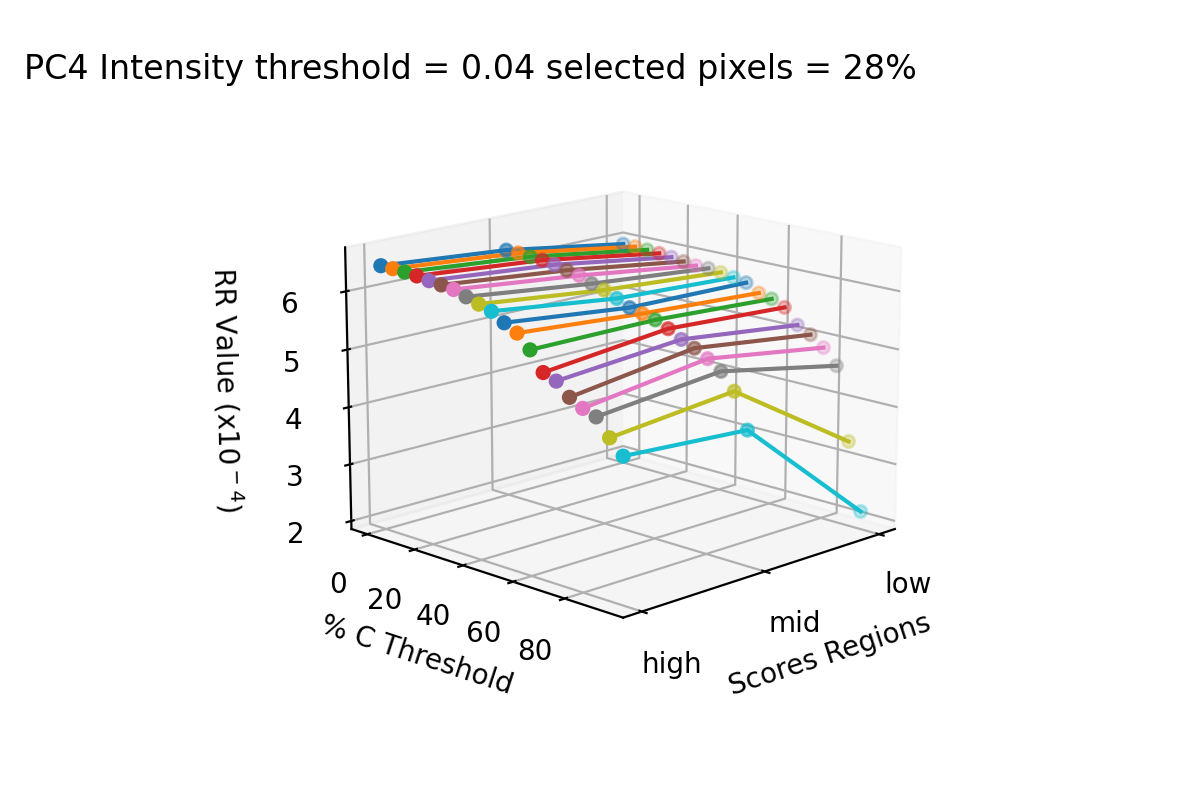 PC4 Intensity threshold = 0.04 selected pixels = 28%
RR Value (x10⁻⁴)
6
5
4
3
2
0
20
40
60
80
% C Threshold
high
mid
low
Scores Regions